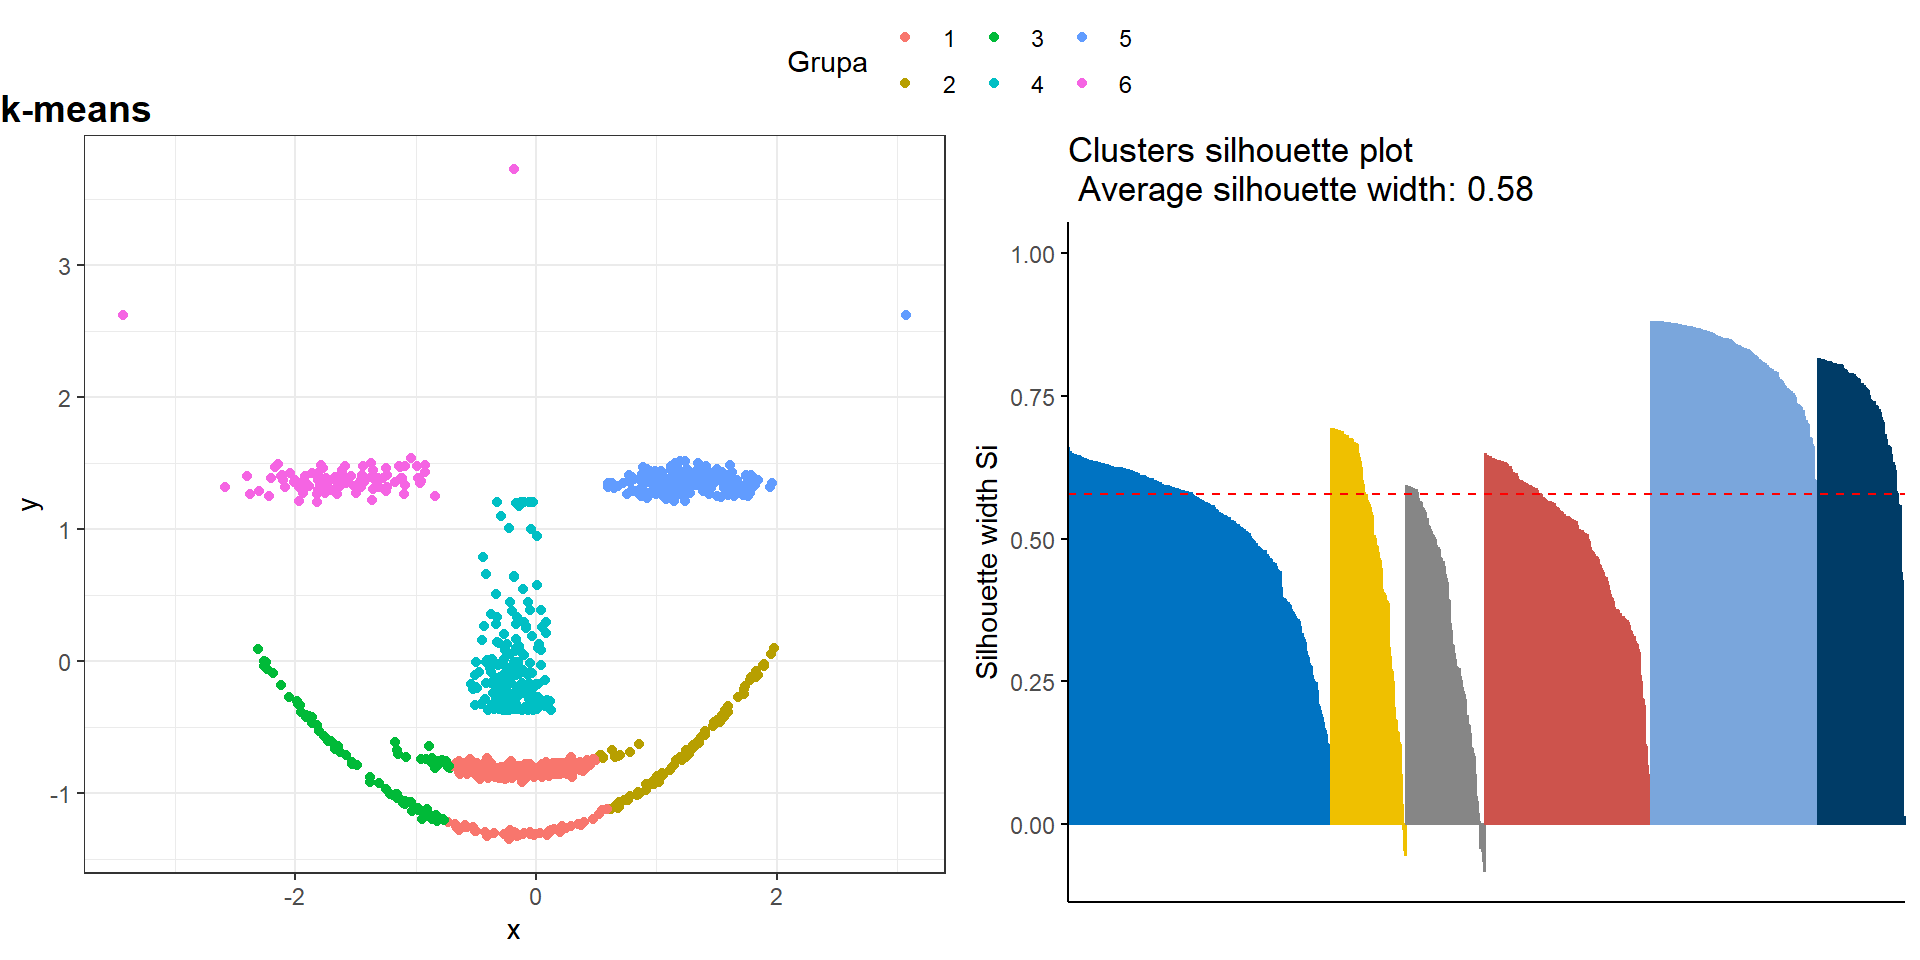 Grupa
1 3 5
2 4 6
k-means
3
2
1
0
-1
y
-2 0 2
x
Clusters silhouette plot
Average silhouette width: 0.58
1.00
0.75
0.50
0.25
0.00
Silhouette width Si